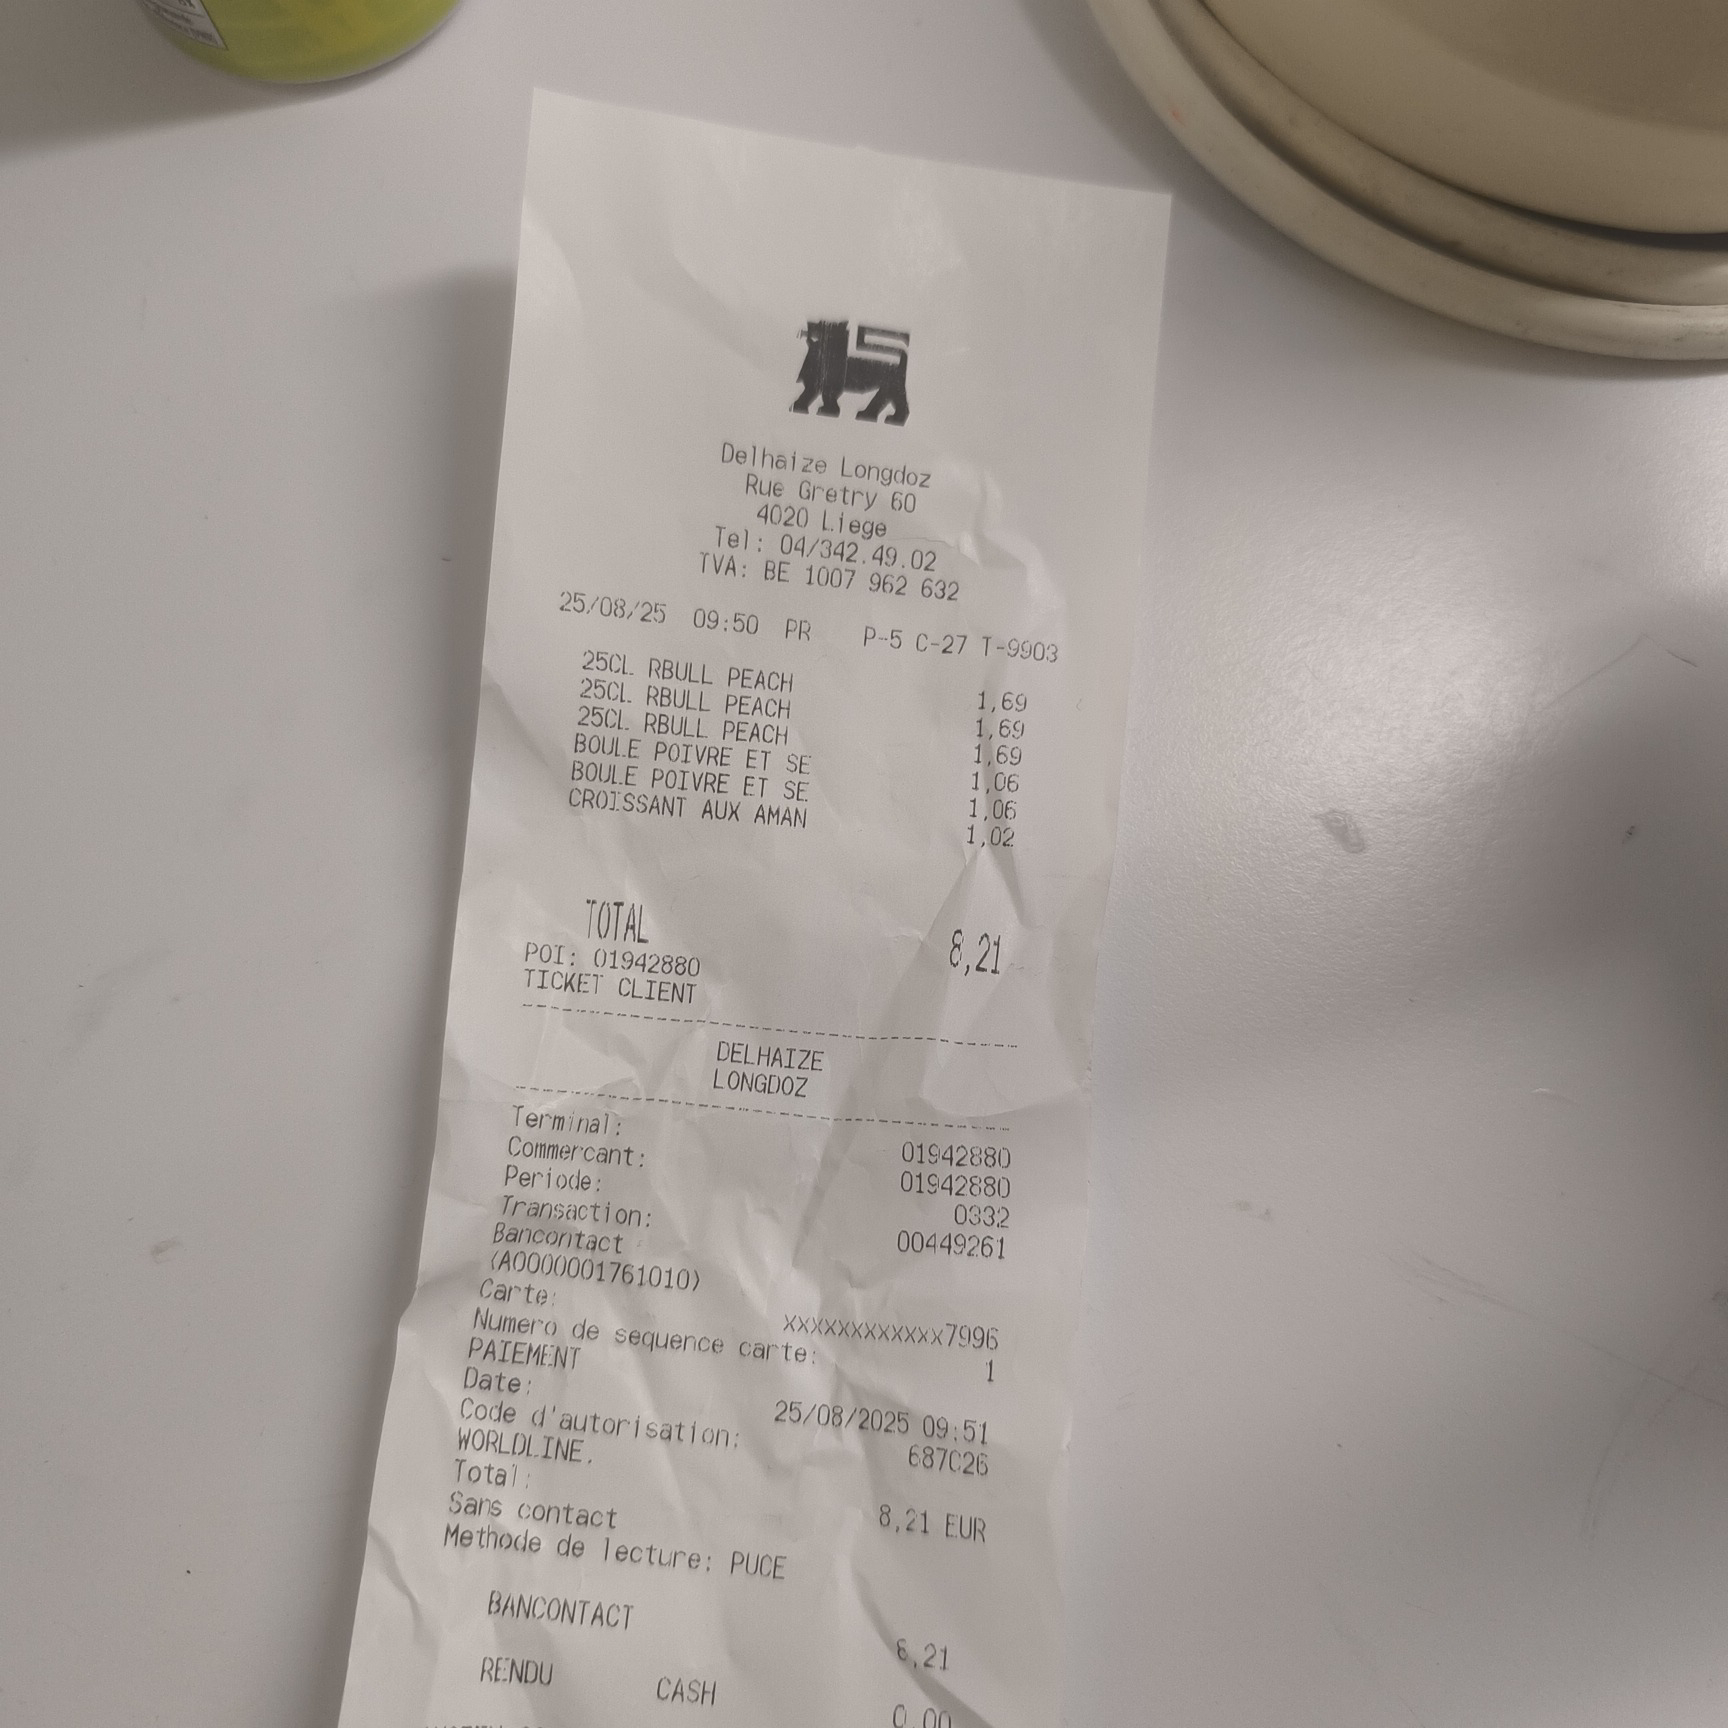 Delhaize Longdoz
Rue Gretry 60
4020 Liege
Tel: 04/342.49.02
TVA: BE 1007 962 632
25/08/25 09:50 PR P-5 C-27 T-9903
25CL RBULL PEACH 1,69
25CL RBULL PEACH 1,69
25CL RBULL PEACH 1,69
BOULE POIVRE ET SE 1,06
BOULE POIVRE ET SE 1,06
CROISSANT AUX AMAN 1,02
TOTAL 8,21
POI: 01942880
TICKET CLIENT
DELHAIZE
LONGDOZ
Terminal: 01942880
Commercant: 01942880
Periode: 0332
Transaction: 00449261
Bancontact
(A0000001761010)
Carte: xxxxxxxxxxxx7996
Numero de sequence carte: 1
PAIEMENT
Date: 25/08/2025 09:51
Code d'autorisation: 687C26
WORLDLINE.
Total: 8,21 EUR
Sans contact
Methode de lecture: PUCE
BANCONTACT 8,21
RENDU CASH 0,00